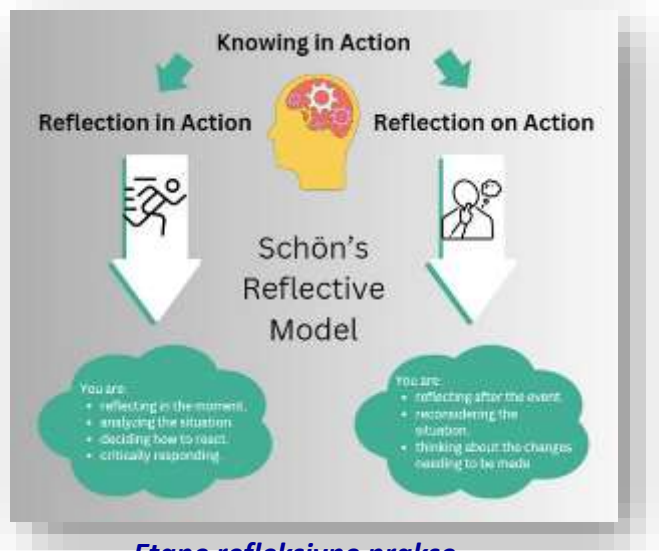 Knowing in Action
Reflection in Action
Reflection on Action
Schön's
Reflective
Model
You are:
• reflecting in the moment.
• analyzing the situation.
• deciding how to react.
• critically responding.
You are:
• reflecting after the event.
• reconsidering the
situation.
• thinking about the changes
needing to be made
Etape refleksivne prakse